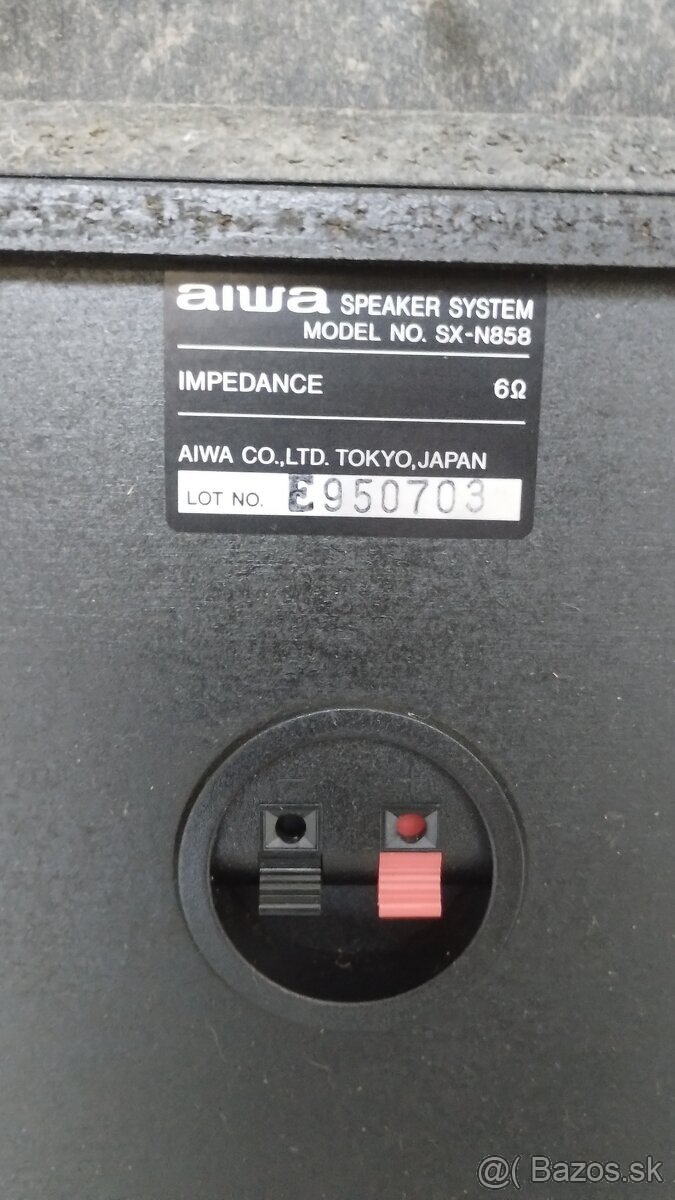 aiwa SPEAKER SYSTEM
MODEL NO. SX-N858
IMPEDANCE 6Ω
AIWA CO.,LTD. TOKYO,JAPAN
LOT NO. E950703
@( Bazos.sk